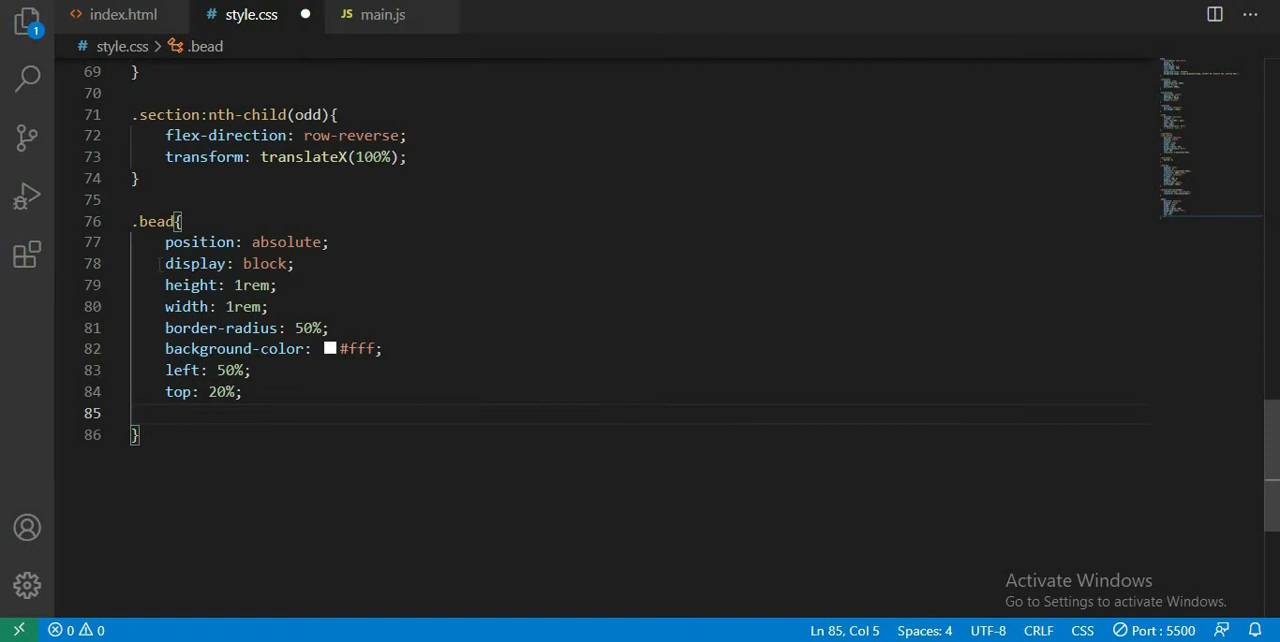 1
<> index.html
# style.css
JS main.js
# style.css > .bead
69 }
70
71 .section:nth-child(odd){
72 flex-direction: row-reverse;
73 transform: translateX(100%);
74 }
75
76 .bead{
77 position: absolute;
78 display: block;
79 height: 1rem;
80 width: 1rem;
81 border-radius: 50%;
82 background-color: #fff;
83 left: 50%;
84 top: 20%;
85
86 }
Activate Windows
Go to Settings to activate Windows.
0 0 Ln 85, Col 5 Spaces: 4 UTF-8 CRLF CSS Port : 5500